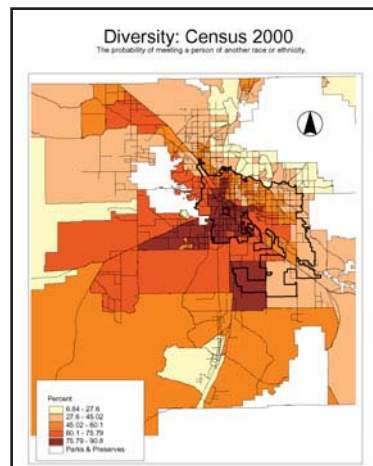 Diversity: Census 2000
The probability of meeting a person of another race or ethnicity.
Percent
6.84 - 27.6
27.6 - 45.02
45.02 - 60.1
60.1 - 75.79
75.79 - 90.8
Parks & Preserves